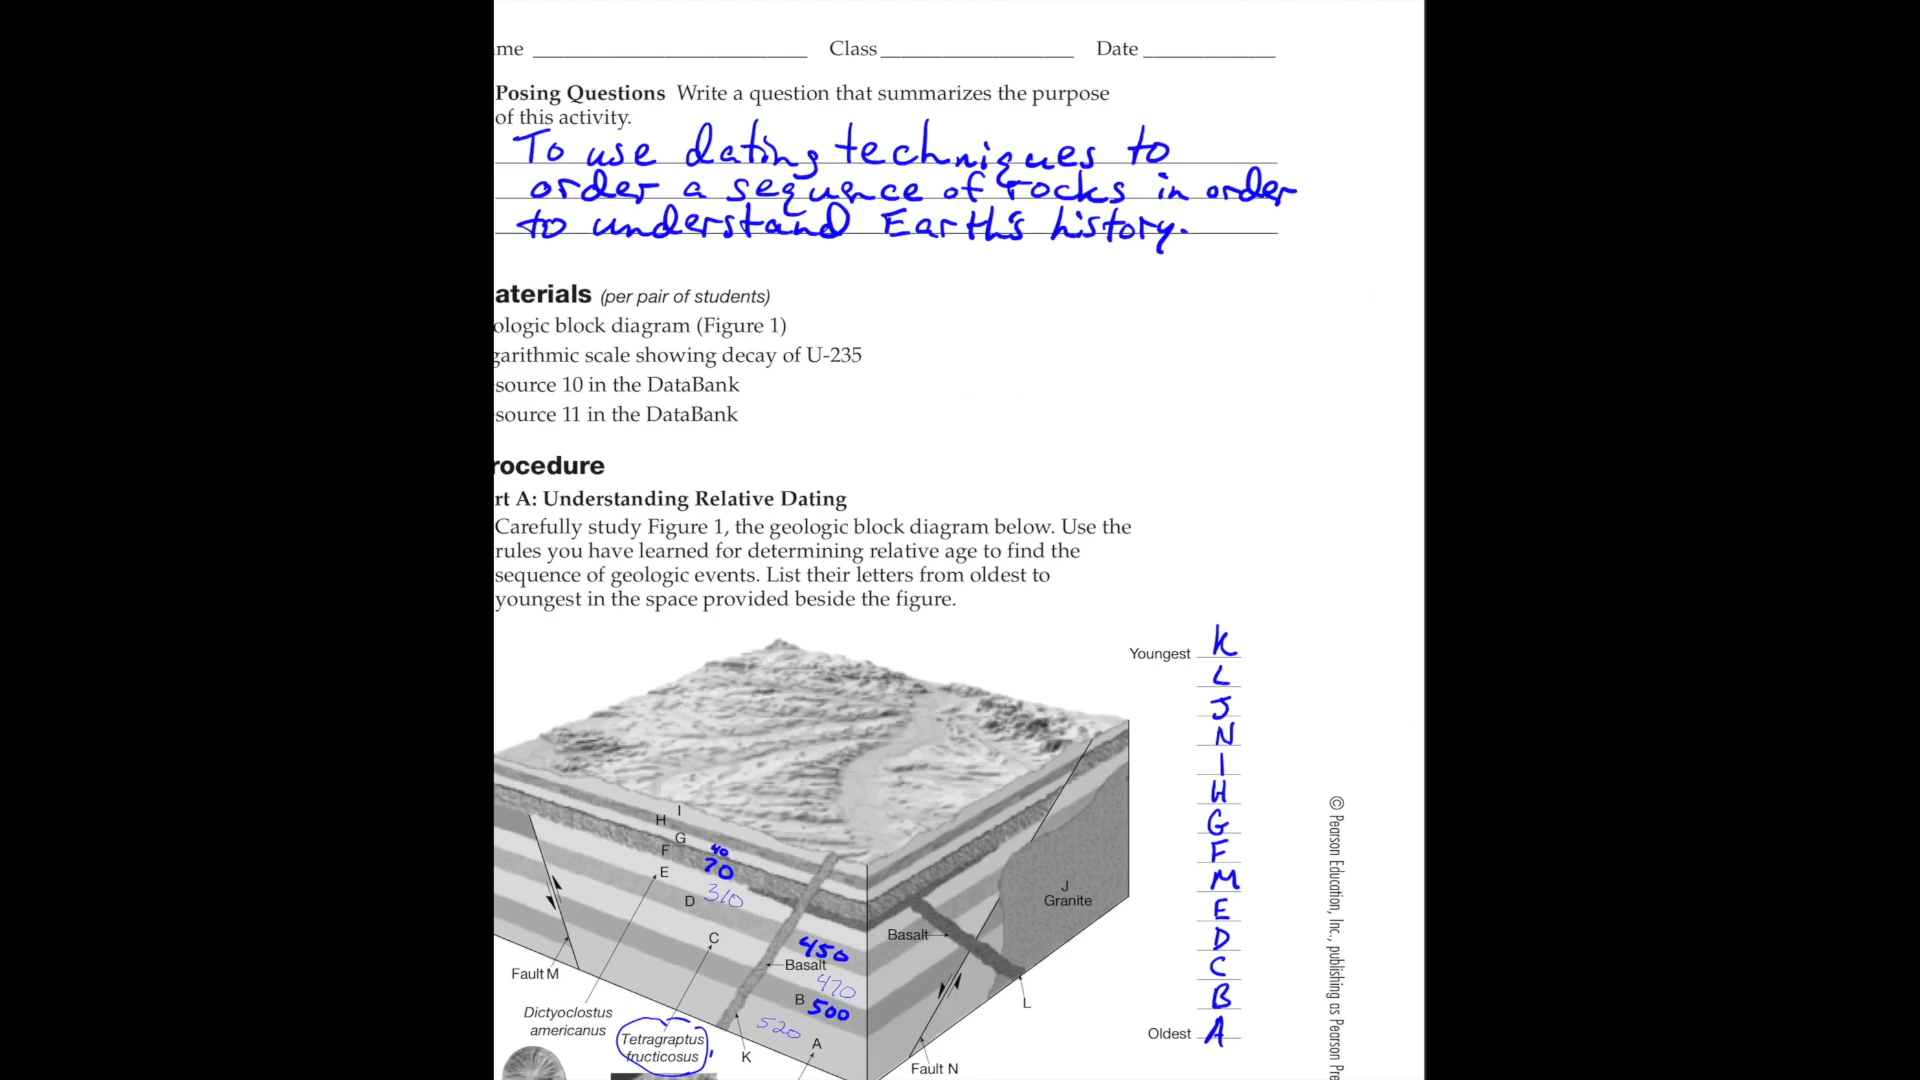 me ____ Class ____ Date ____
Posing Questions Write a question that summarizes the purpose
of this activity.
To use dating techniques to
order a sequence of rocks in order
to understand Earth's history.
aterials (per pair of students)
ologic block diagram (Figure 1)
garithmic scale showing decay of U-235
source 10 in the DataBank
source 11 in the DataBank
rocedure
rt A: Understanding Relative Dating
Carefully study Figure 1, the geologic block diagram below. Use the
rules you have learned for determining relative age to find the
sequence of geologic events. List their letters from oldest to
youngest in the space provided beside the figure.
Youngest K
L
J
N
I
H
G
F
M
E
D
C
B
Oldest A
I
H
G
F 40
E 70
D 310
C
450
Basalt
470
B 500
520
A
K
Fault M
Dictyoclostus
americanus
Tetragraptus
fructicosus
J
Granite
Basalt
L
Fault N
© Pearson Education, Inc., publishing as Pearson Pre